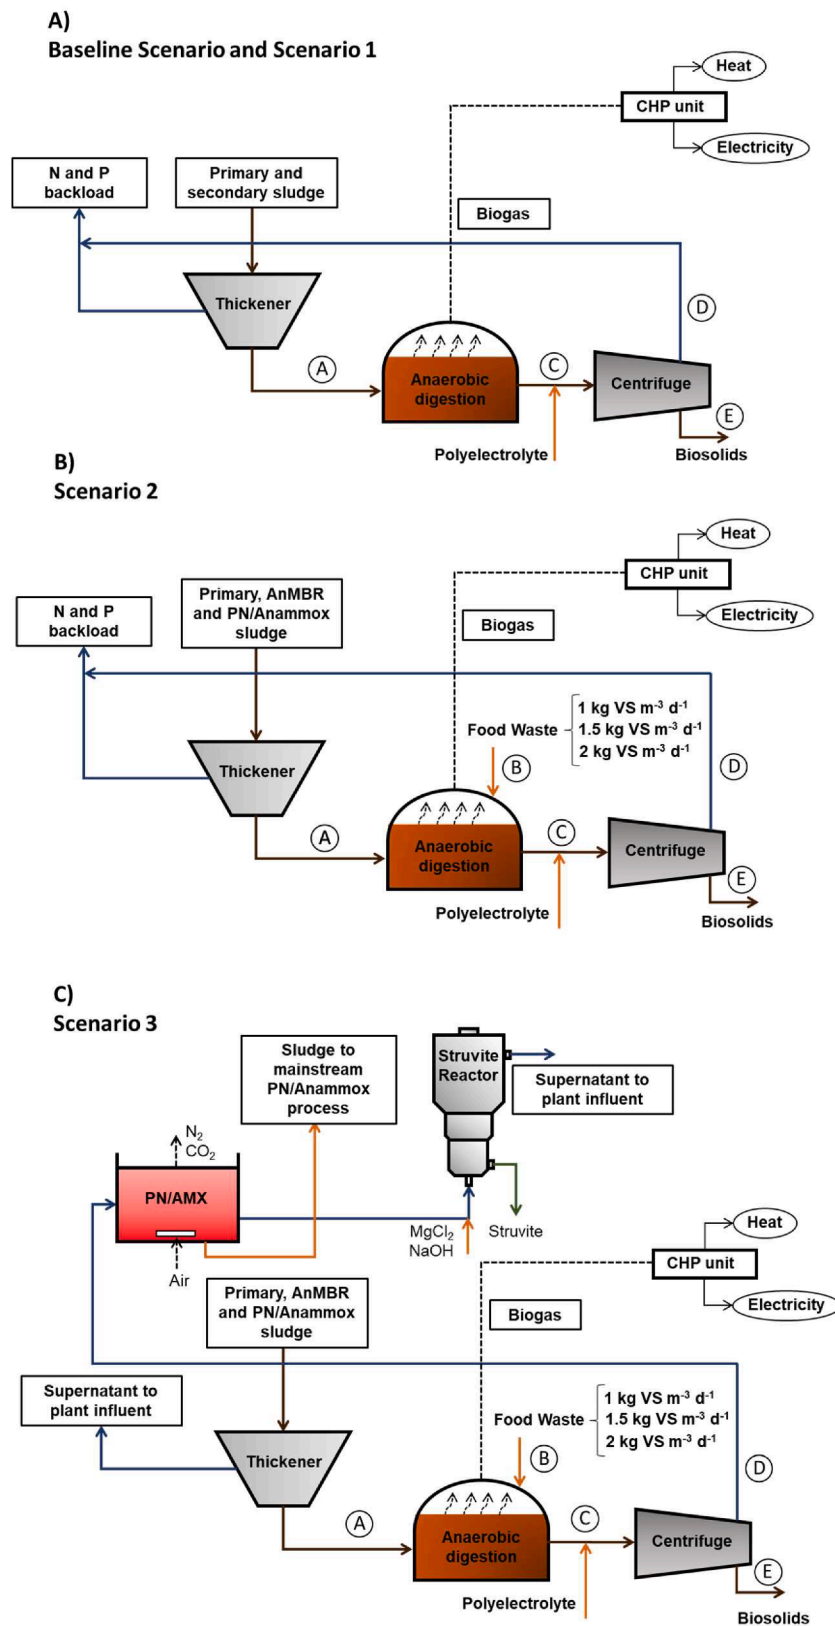 A)
Baseline Scenario and Scenario 1
Heat
CHP unit
Electricity
N and P
backload
Primary and
secondary sludge
Biogas
Thickener
D
A
Anaerobic
digestion
C
Centrifuge
E
Polyelectrolyte
Biosolids
B)
Scenario 2
Heat
CHP unit
Electricity
N and P
backload
Primary, AnMBR
and PN/Anammox
sludge
Biogas
Food Waste
1 kg VS m⁻³ d⁻¹
1.5 kg VS m⁻³ d⁻¹
2 kg VS m⁻³ d⁻¹
Thickener
B
D
A
Anaerobic
digestion
C
Centrifuge
E
Polyelectrolyte
Biosolids
C)
Scenario 3
Sludge to
mainstream
PN/Anammox
process
Struvite
Reactor
Supernatant to
plant influent
N₂
CO₂
PN/AMX
Air
MgCl₂
NaOH
Struvite
Heat
CHP unit
Electricity
Primary, AnMBR
and PN/Anammox
sludge
Biogas
Supernatant to
plant influent
Food Waste
1 kg VS m⁻³ d⁻¹
1.5 kg VS m⁻³ d⁻¹
2 kg VS m⁻³ d⁻¹
Thickener
B
D
A
Anaerobic
digestion
C
Centrifuge
E
Polyelectrolyte
Biosolids